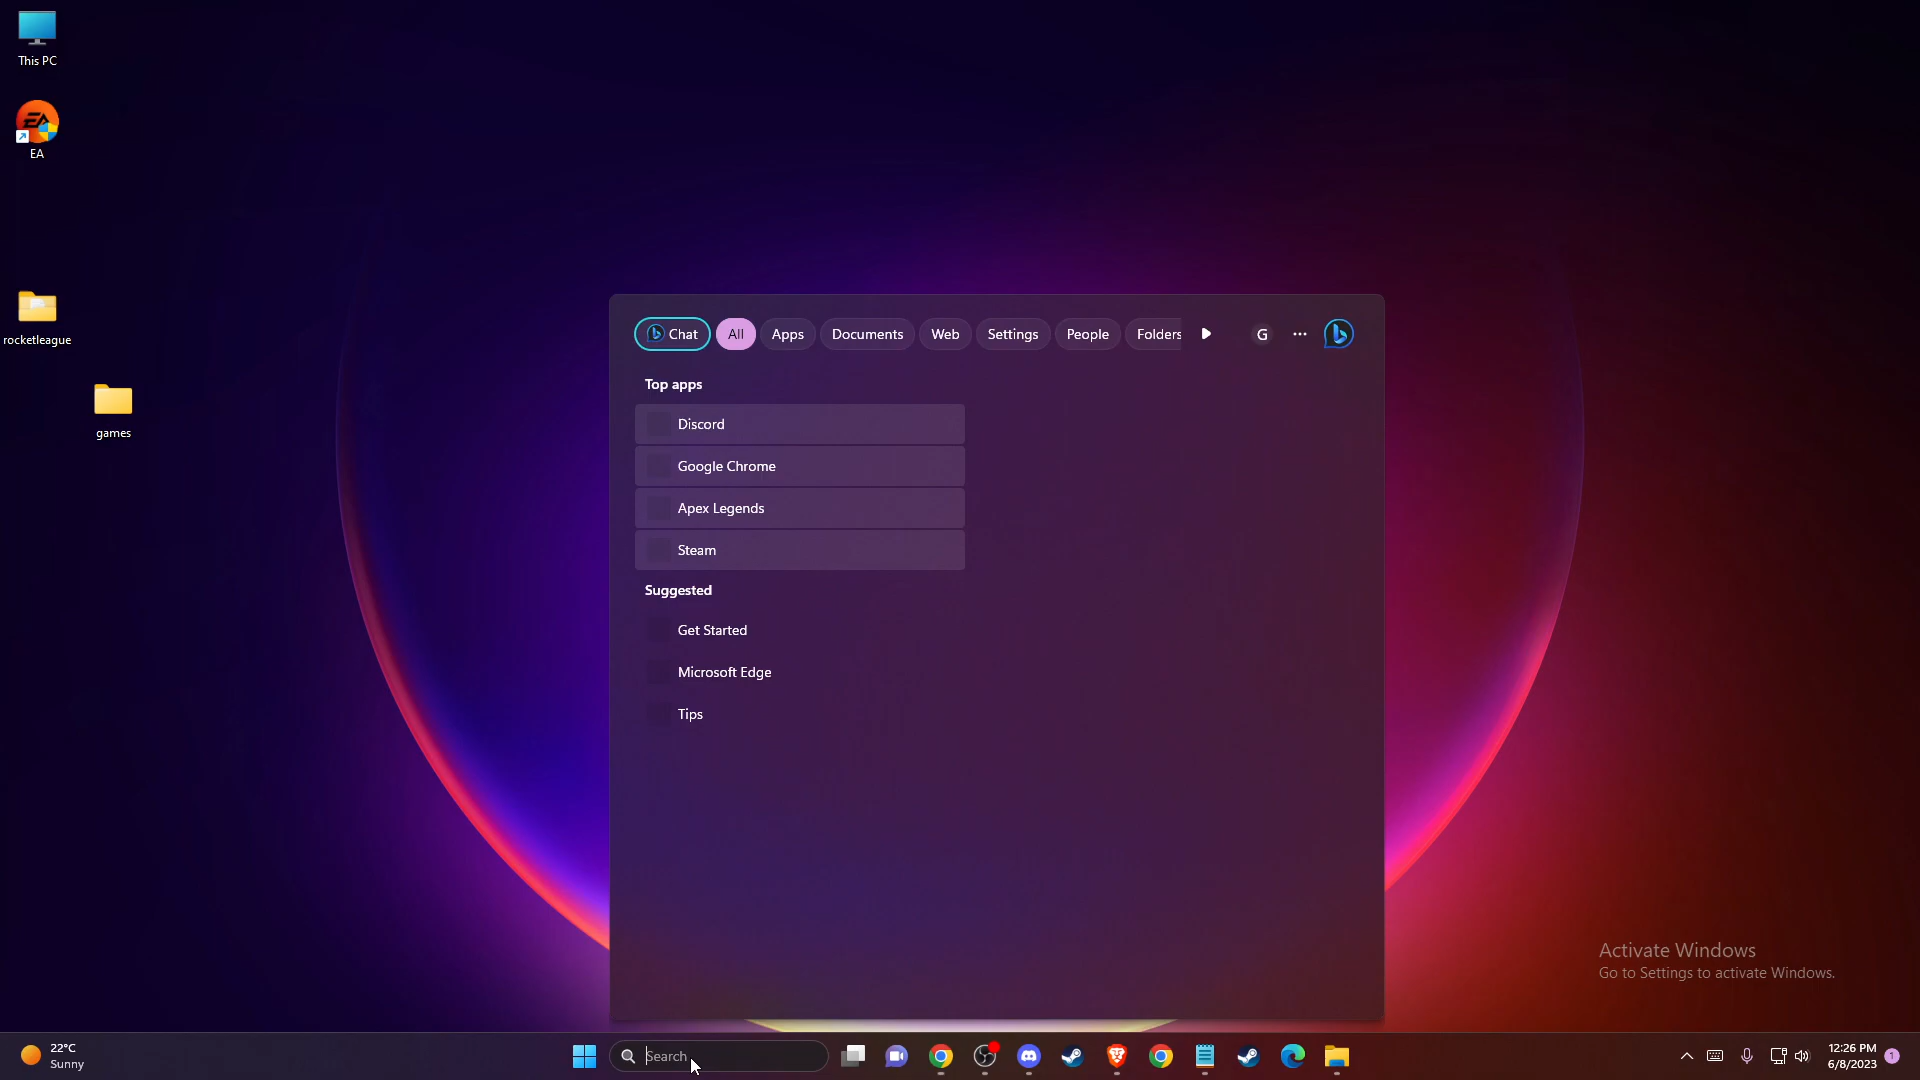 This PC
EA
rocketleague
games
Chat All Apps Documents Web Settings People Folders G
Top apps
Discord
Google Chrome
Apex Legends
Steam
Suggested
Get Started
Microsoft Edge
Tips
Activate Windows
Go to Settings to activate Windows.
22°C
Sunny
Search
12:26 PM
6/8/2023
1